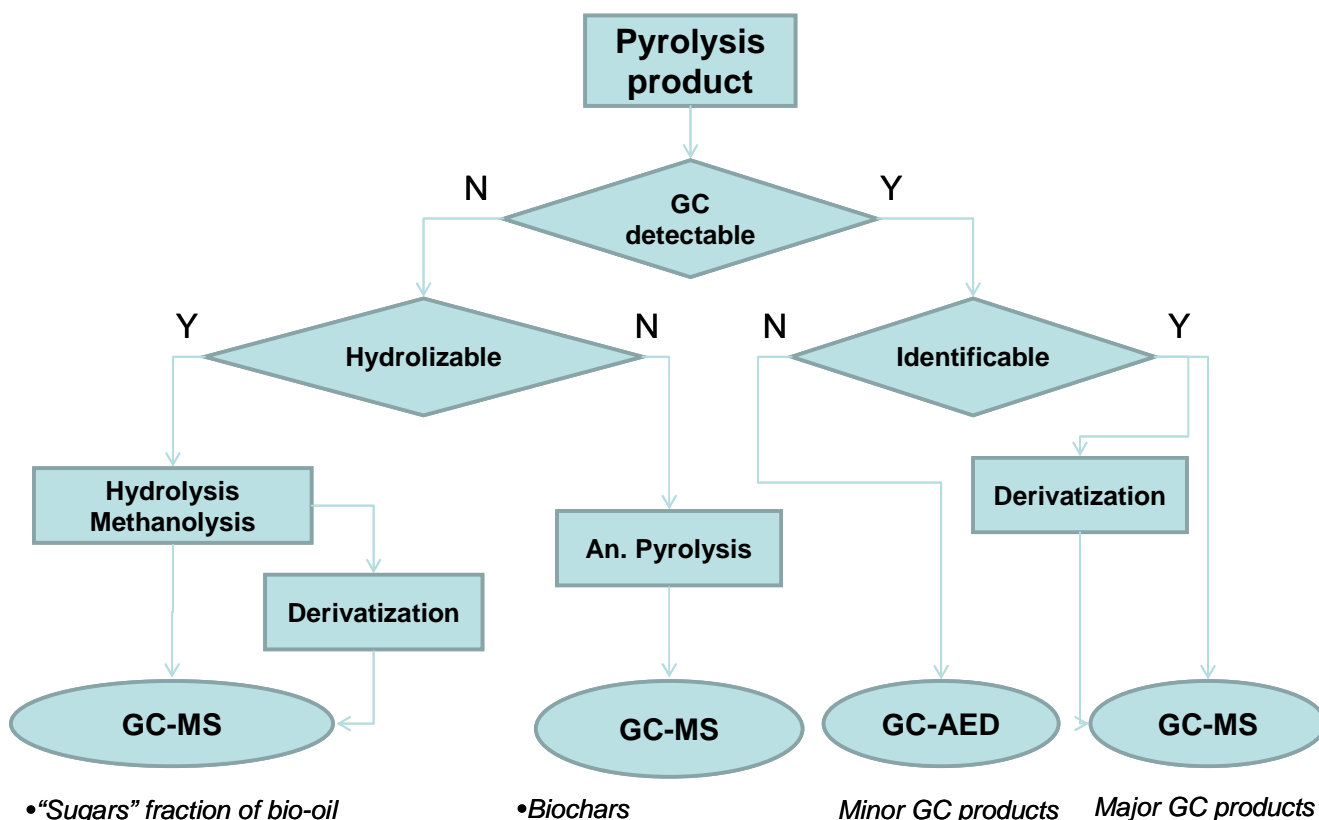 Pyrolysis
product
N
Y
GC
detectable
Y
N
N
Y
Hydrolizable
Identificable
Hydrolysis
Methanolysis
Derivatization
An. Pyrolysis
Derivatization
GC-MS
GC-MS
GC-AED
GC-MS
•"Sugars" fraction of bio-oil
•Biochars
Minor GC products
Major GC products